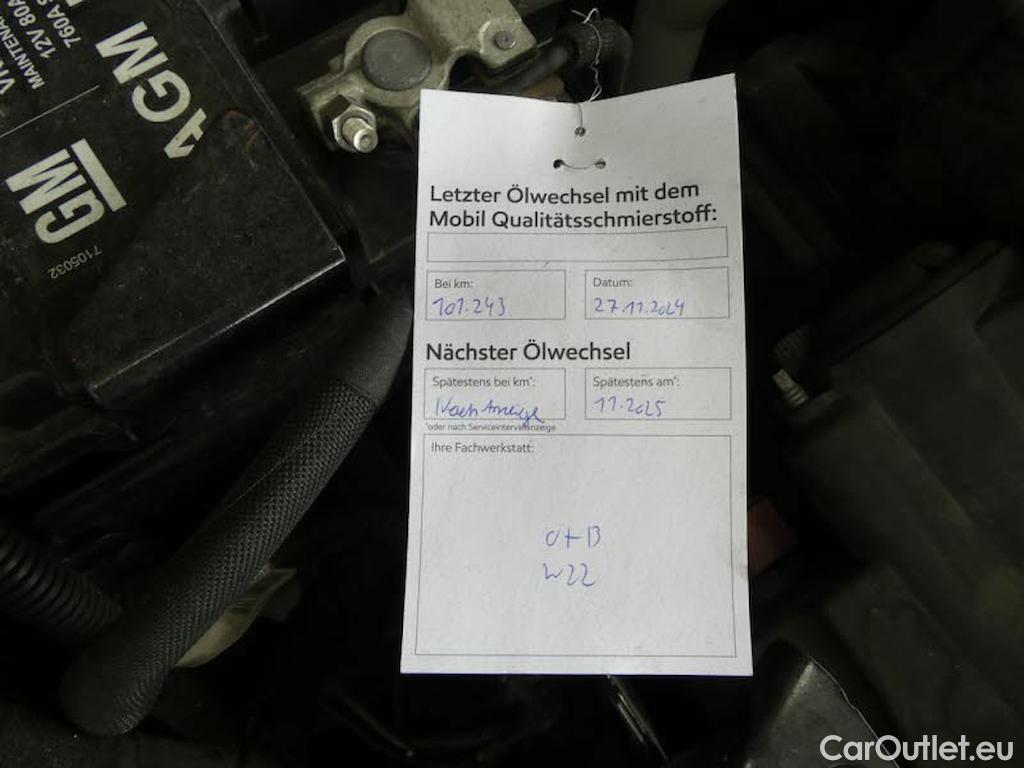 MAINTENA
12V 80A
760A S
AGM
GM
7105032
Letzter Ölwechsel mit dem
Mobil Qualitätsschmierstoff:
Bei km:
101.243
Datum:
27.11.2024
Nächster Ölwechsel
Spätestens bei km*:
Nach Anzeige
Spätestens am*:
11.2025
*oder nach Serviceintervallanzeige
Ihre Fachwerkstatt:
O+B
W22
CarOutlet.eu